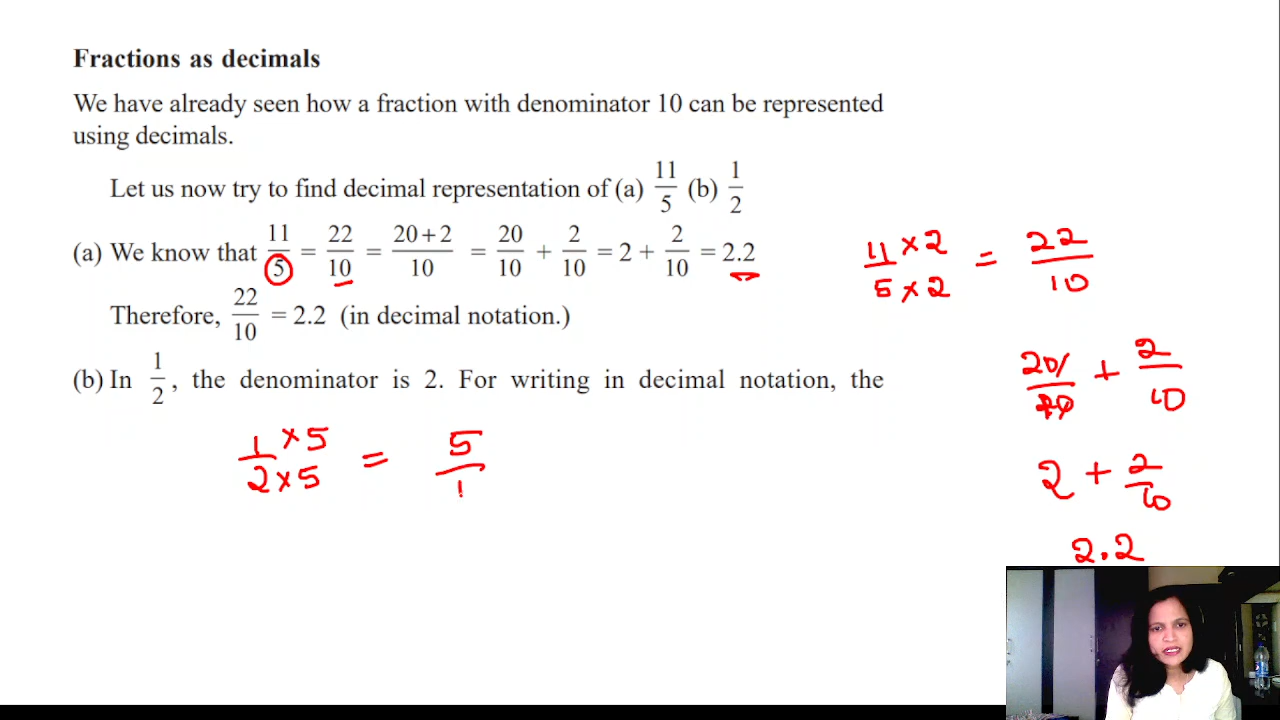 Fractions as decimals
We have already seen how a fraction with denominator 10 can be represented
using decimals.
Let us now try to find decimal representation of (a) 11/5 (b) 1/2
(a) We know that 11/5 = 22/10 = 20+2/10 = 20/10 + 2/10 = 2 + 2/10 = 2.2
Therefore, 22/10 = 2.2 (in decimal notation.)
(b) In 1/2, the denominator is 2. For writing in decimal notation, the
1×5/2×5 = 5/1
11×2/5×2 = 22/10
20/10 + 2/10
2 + 2/10
2.2